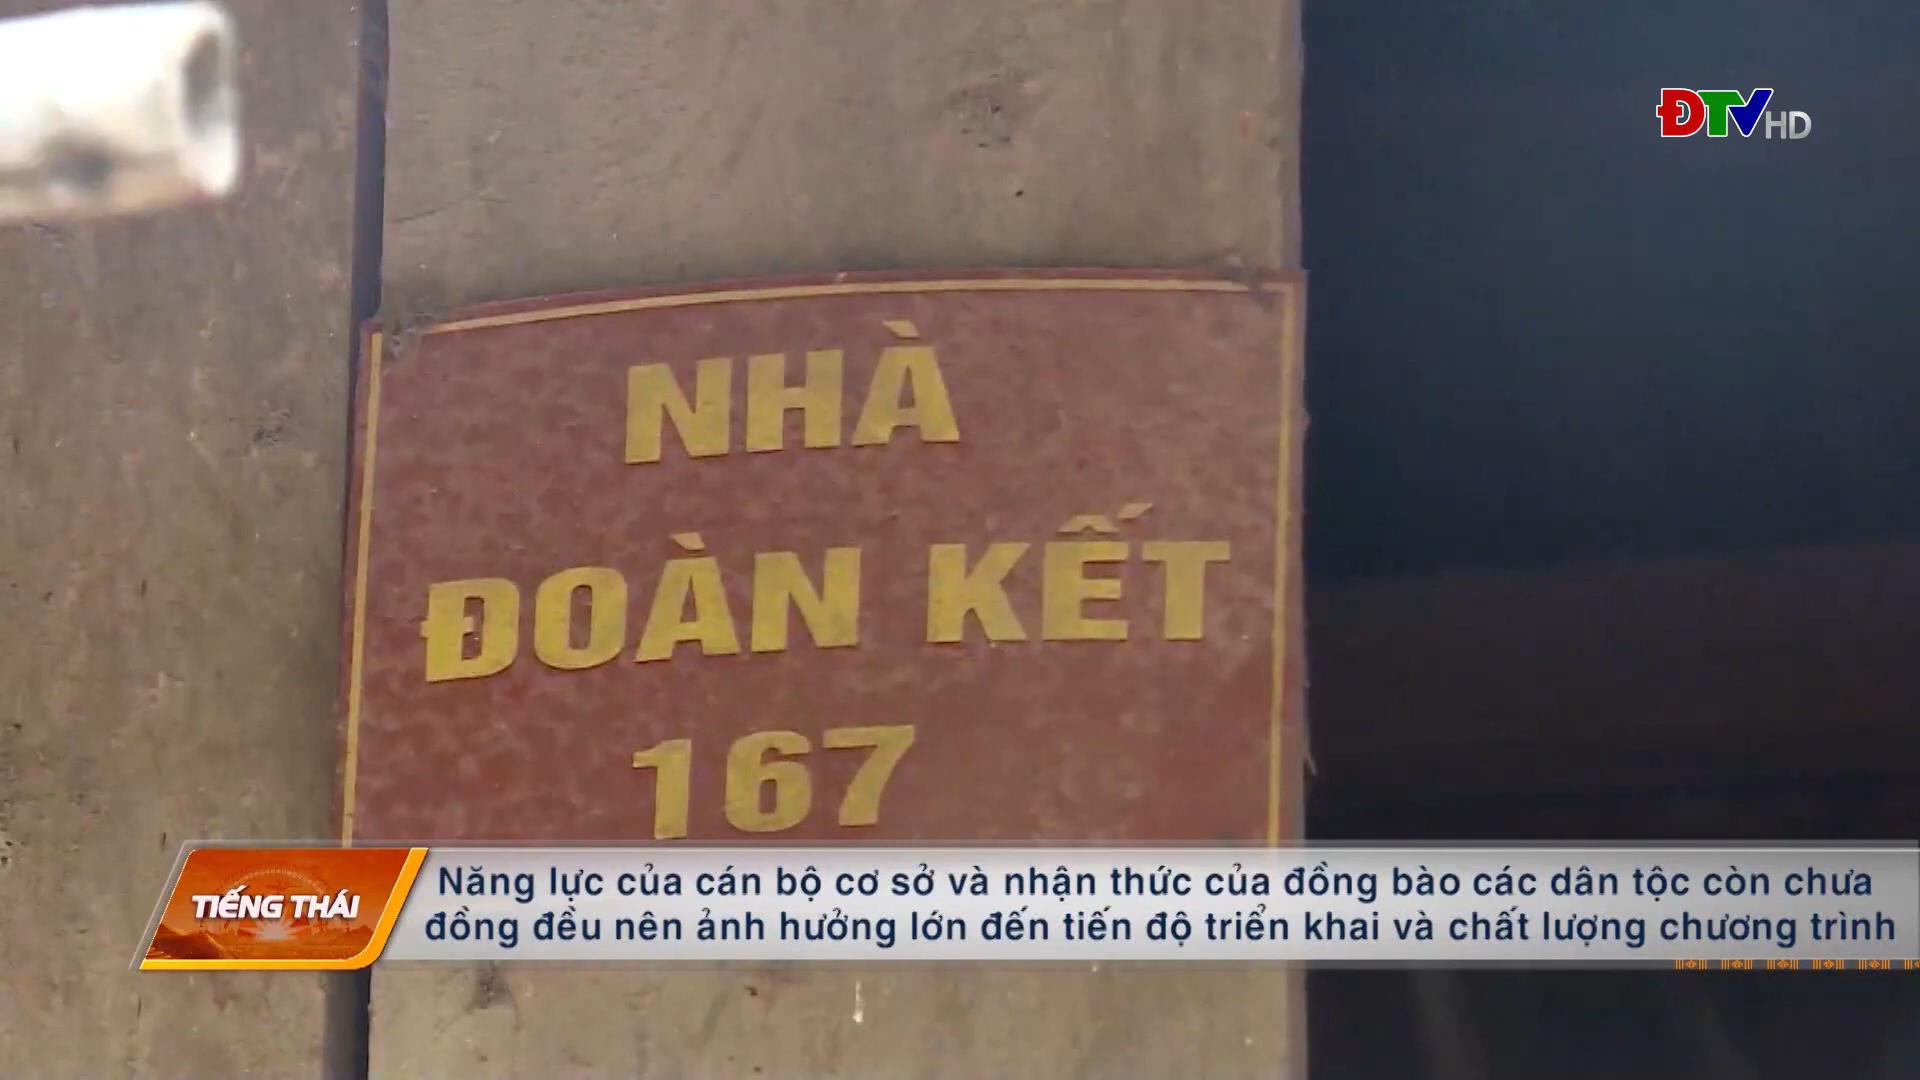 ĐTV HD
NHÀ
ĐOÀN KẾT
167
TIẾNG THÁI
Năng lực của cán bộ cơ sở và nhận thức của đồng bào các dân tộc còn chưa
đồng đều nên ảnh hưởng lớn đến tiến độ triển khai và chất lượng chương trình